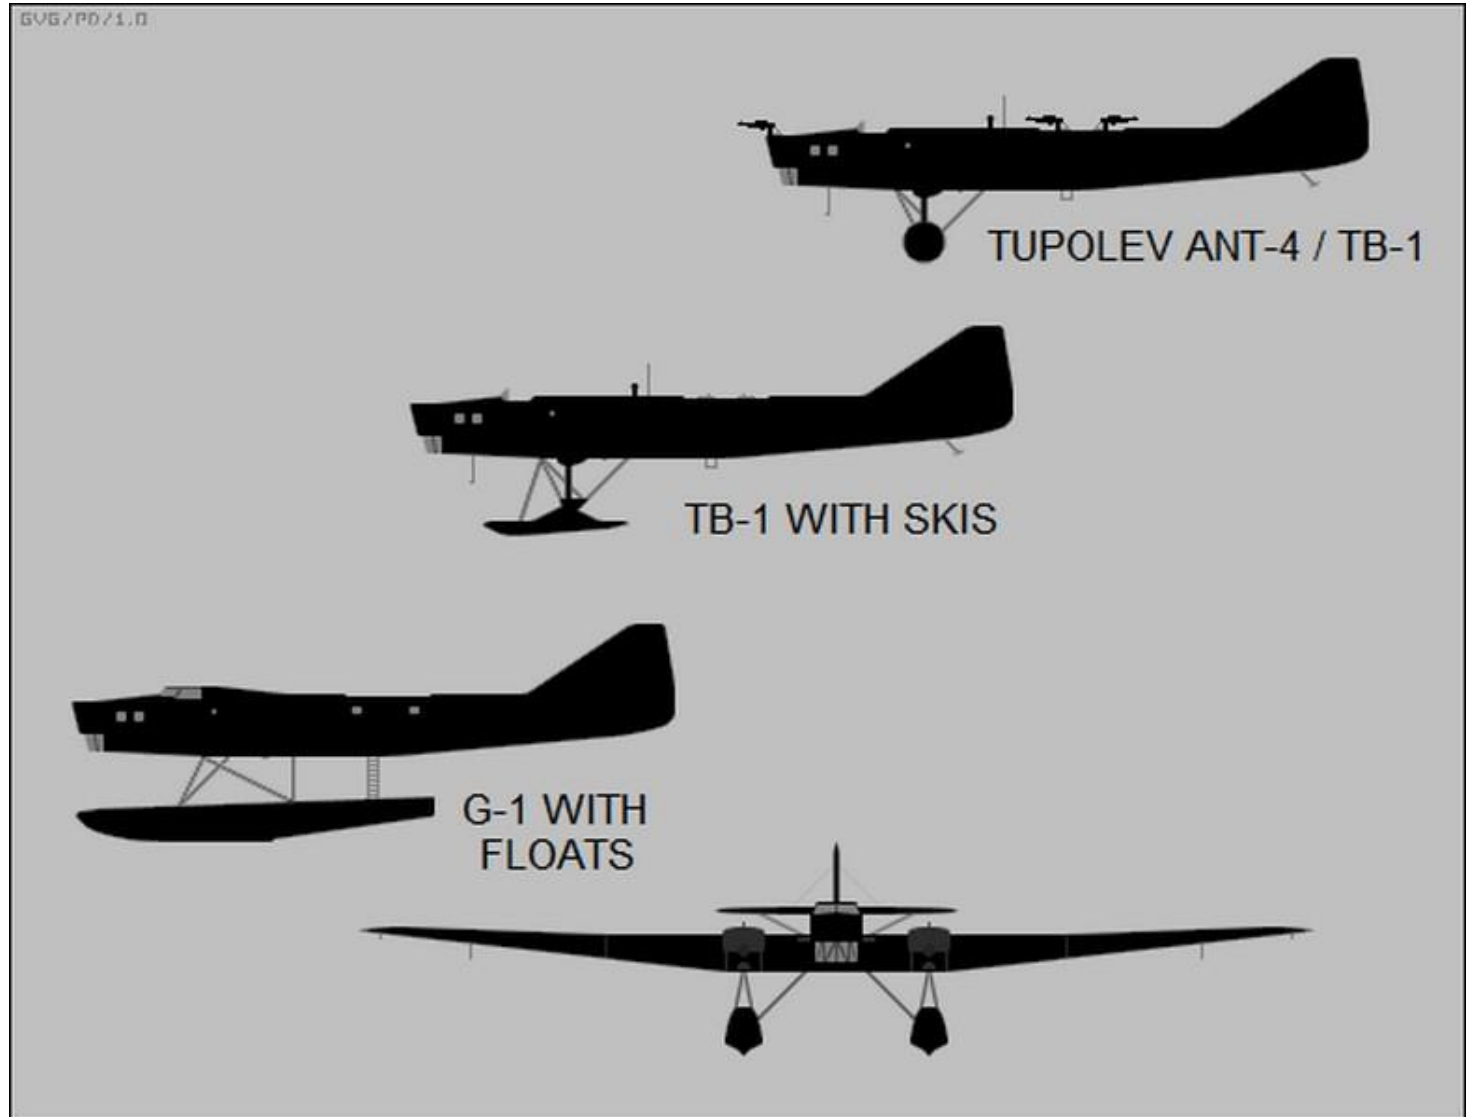 GVG/PD/1.0
TUPOLEV ANT-4 / TB-1
TB-1 WITH SKIS
G-1 WITH
FLOATS